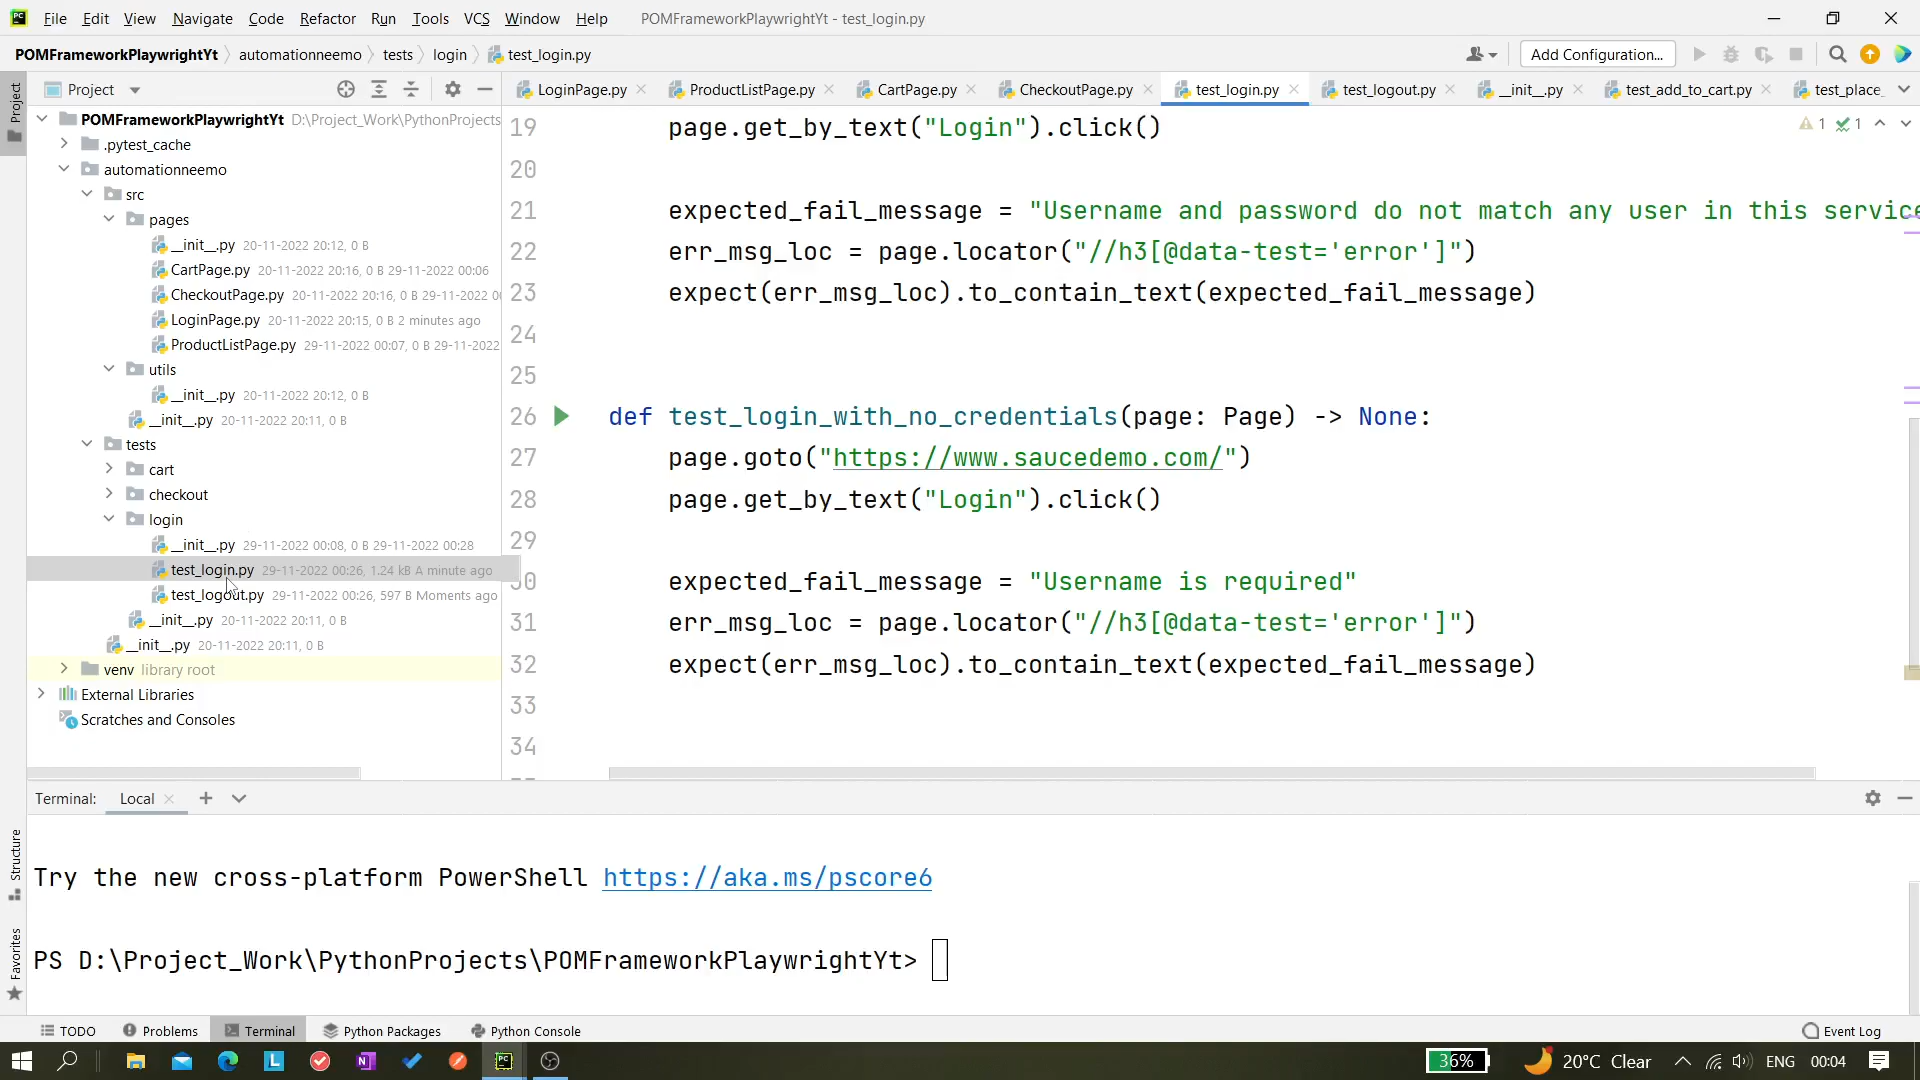 File Edit View Navigate Code Refactor Run Tools VCS Window Help POMFrameworkPlaywrightYt - test_login.py
POMFrameworkPlaywrightYt automationneemo tests login test_login.py Add Configuration...
Project LoginPage.py ProductListPage.py CartPage.py CheckoutPage.py test_login.py test_logout.py __init__.py test_add_to_cart.py test_place_
Project
POMFrameworkPlaywrightYt D:\Project_Work\PythonProjects
.pytest_cache
automationneemo
src
pages
__init__.py 20-11-2022 20:12, 0 B
CartPage.py 20-11-2022 20:16, 0 B 29-11-2022 00:06
CheckoutPage.py 20-11-2022 20:16, 0 B 29-11-2022 00
LoginPage.py 20-11-2022 20:15, 0 B 2 minutes ago
ProductListPage.py 29-11-2022 00:07, 0 B 29-11-2022
utils
__init__.py 20-11-2022 20:12, 0 B
__init__.py 20-11-2022 20:11, 0 B
tests
cart
checkout
login
__init__.py 29-11-2022 00:08, 0 B 29-11-2022 00:28
test_login.py 29-11-2022 00:26, 1.24 kB A minute ago
test_logout.py 29-11-2022 00:26, 597 B Moments ago
__init__.py 20-11-2022 20:11, 0 B
__init__.py 20-11-2022 20:11, 0 B
venv library root
External Libraries
Scratches and Consoles
1 1
19 page.get_by_text("Login").click()
20
21 expected_fail_message = "Username and password do not match any user in this service
22 err_msg_loc = page.locator("//h3[@data-test='error']")
23 expect(err_msg_loc).to_contain_text(expected_fail_message)
24
25
26 def test_login_with_no_credentials(page: Page) -> None:
27 page.goto("https://www.saucedemo.com/")
28 page.get_by_text("Login").click()
29
30 expected_fail_message = "Username is required"
31 err_msg_loc = page.locator("//h3[@data-test='error']")
32 expect(err_msg_loc).to_contain_text(expected_fail_message)
33
34
Terminal: Local
Structure
Favorites
Try the new cross-platform PowerShell https://aka.ms/pscore6
PS D:\Project_Work\PythonProjects\POMFrameworkPlaywrightYt>
TODO Problems Terminal Python Packages Python Console Event Log
36% 20°C Clear ENG 00:04